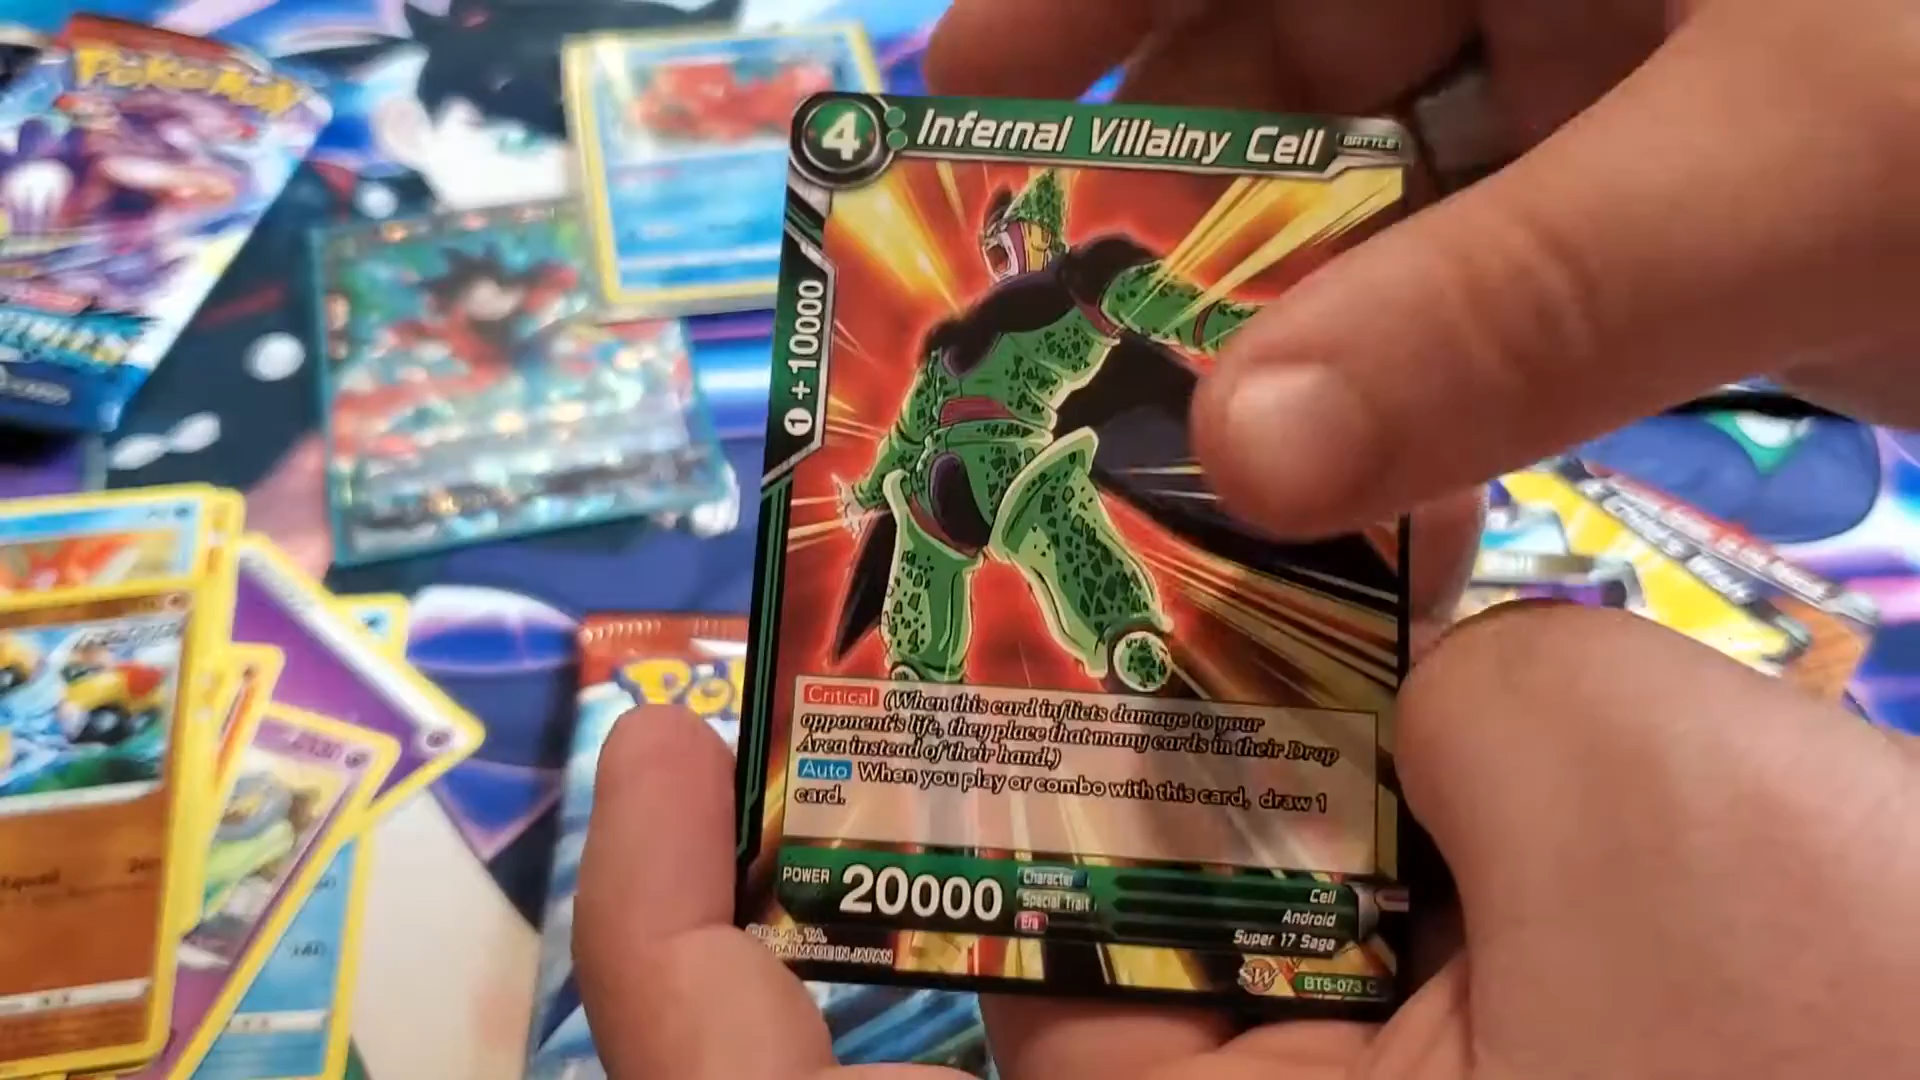 POKéMON
4 Infernal Villainy Cell BATTLE
1 +10000
Critical (When this card inflicts damage to your
opponent's life, they place that many cards in their Drop
Area instead of their hand.)
Auto When you play or combo with this card, draw 1
card.
POWER 20000
Character Cell
Special Trait Android
Era Super 17 Saga
MADE IN JAPAN
SW BT5-073 C